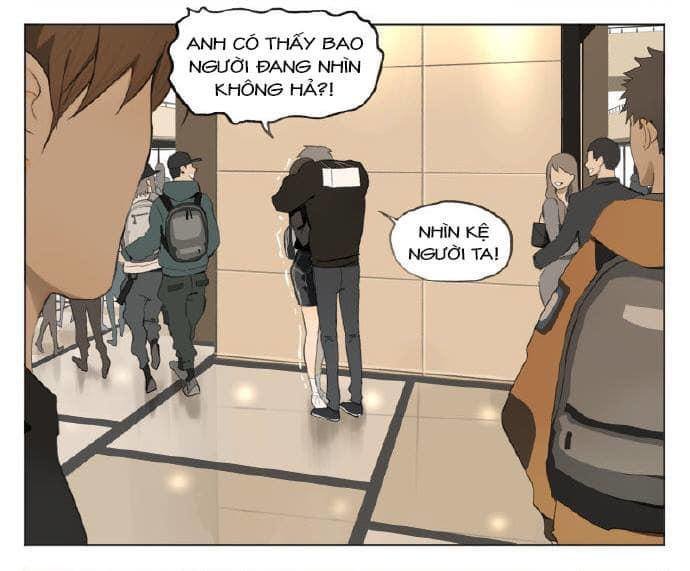 ANH CÓ THẤY BAO
NGƯỜI ĐANG NHÌN
KHÔNG HẢ?!
NHÌN KỆ
NGƯỜI TA!